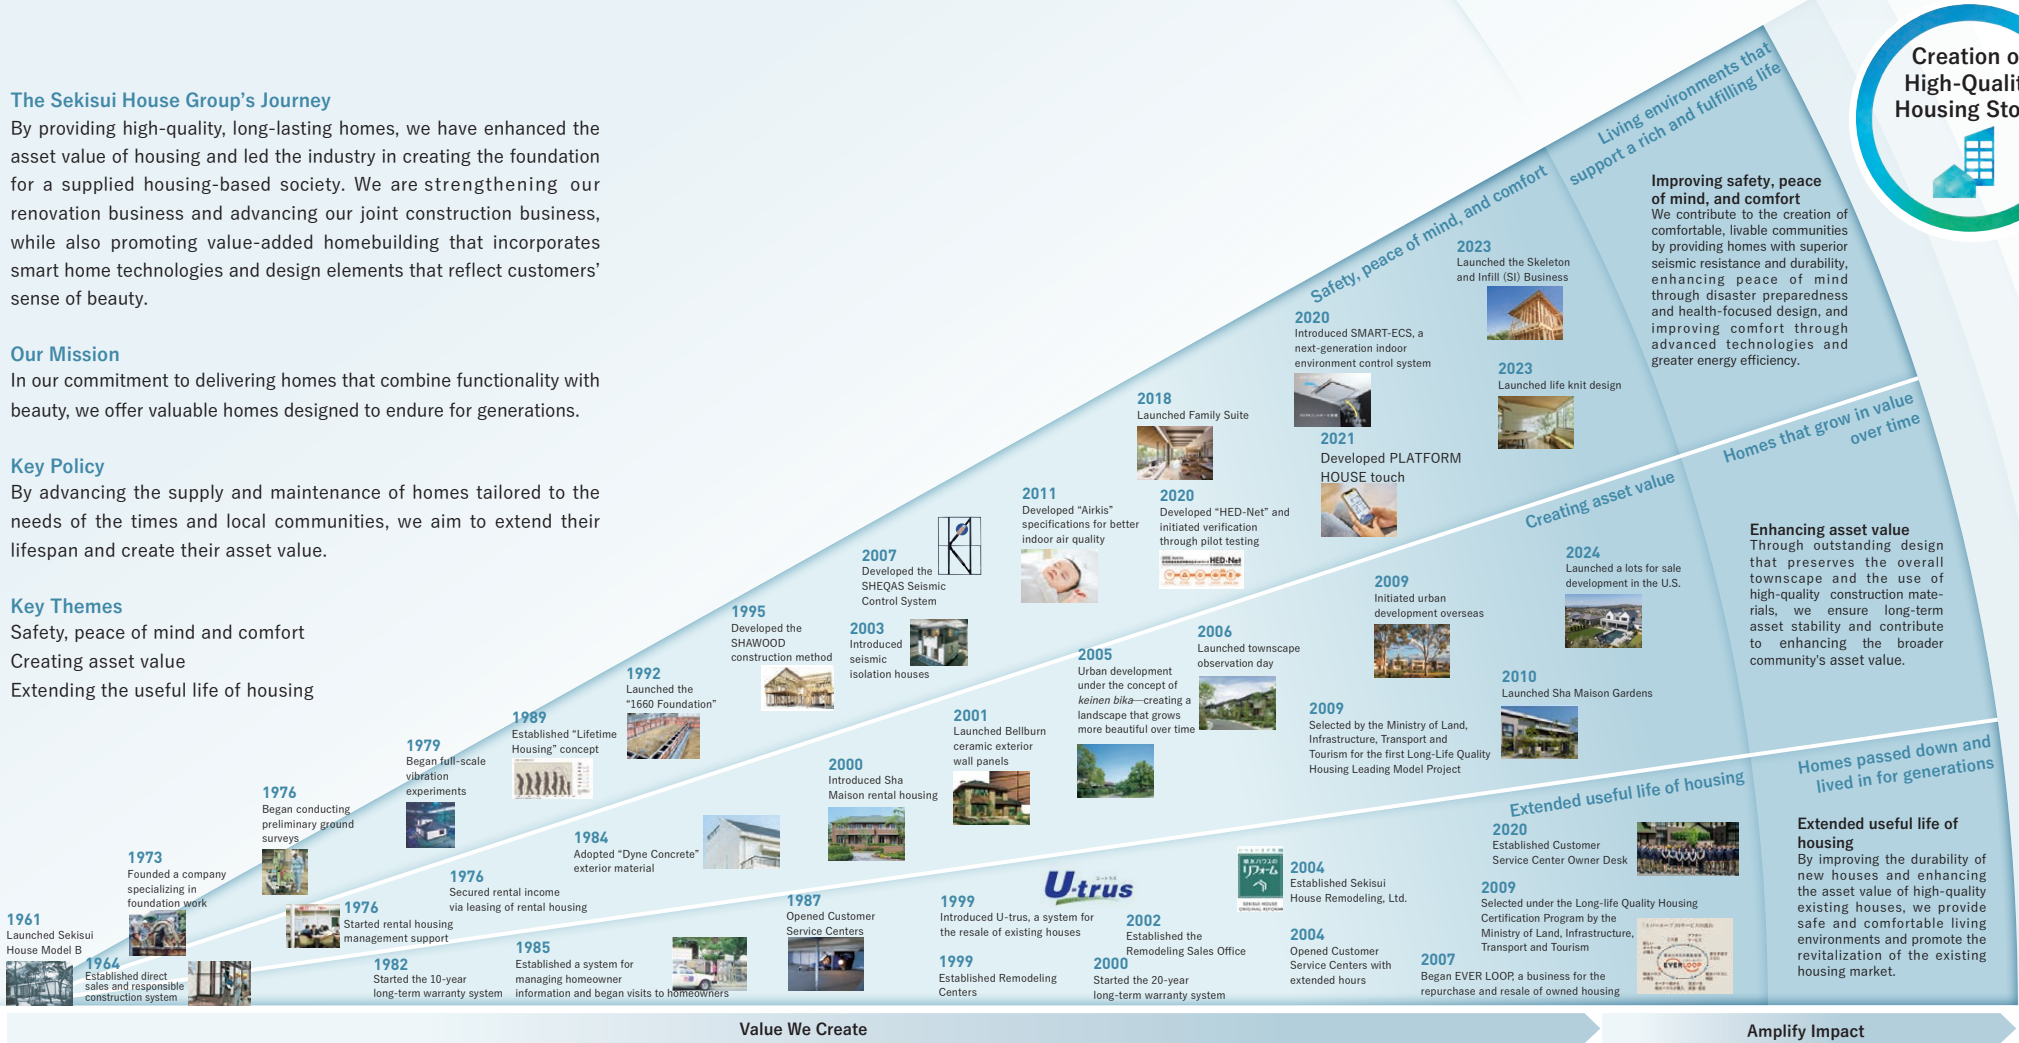 The Sekisui House Group's Journey
By providing high-quality, long-lasting homes, we have enhanced the
asset value of housing and led the industry in creating the foundation
for a supplied housing-based society. We are strengthening our
renovation business and advancing our joint construction business,
while also promoting value-added homebuilding that incorporates
smart home technologies and design elements that reflect customers'
sense of beauty.
Our Mission
In our commitment to delivering homes that combine functionality with
beauty, we offer valuable homes designed to endure for generations.
Key Policy
By advancing the supply and maintenance of homes tailored to the
needs of the times and local communities, we aim to extend their
lifespan and create their asset value.
Key Themes
Safety, peace of mind and comfort
Creating asset value
Extending the useful life of housing
Safety, peace of mind, and comfort
1961
Launched Sekisui
House Model B
1964
Established direct
sales and responsible
construction system
1973
Founded a company
specializing in
foundation work
1976
Began conducting
preliminary ground
surveys
1979
Began full-scale
vibration
experiments
1989
Established "Lifetime
Housing" concept
1992
Launched the
"1660 Foundation"
1995
Developed the
SHAWOOD
construction method
2003
Introduced
seismic
isolation houses
2007
Developed the
SHEQAS Seismic
Control System
2011
Developed "Airkis"
specifications for better
indoor air quality
2018
Launched Family Suite
2020
Developed "HED-Net" and
initiated verification
through pilot testing
HED-Net
2020
Introduced SMART-ECS, a
next-generation indoor
environment control system
2021
Developed PLATFORM
HOUSE touch
2023
Launched the Skeleton
and Infill (SI) Business
2023
Launched life knit design
Creating asset value
1976
Started rental housing
management support
1976
Secured rental income
via leasing of rental housing
1984
Adopted "Dyne Concrete"
exterior material
2000
Introduced Sha
Maison rental housing
2001
Launched Bellburn
ceramic exterior
wall panels
2005
Urban development
under the concept of
keinen bika—creating a
landscape that grows
more beautiful over time
2006
Launched townscape
observation day
2009
Initiated urban
development overseas
2009
Selected by the Ministry of Land,
Infrastructure, Transport and
Tourism for the first Long-Life Quality
Housing Leading Model Project
2010
Launched Sha Maison Gardens
2024
Launched a lots for sale
development in the U.S.
Extended useful life of housing
1982
Started the 10-year
long-term warranty system
1985
Established a system for
managing homeowner
information and began visits to homeowners
1987
Opened Customer
Service Centers
1999
Introduced U-trus, a system for
the resale of existing houses
ユートラス
U-trus
1999
Established Remodeling
Centers
2000
Started the 20-year
long-term warranty system
2002
Established the
Remodeling Sales Office
積水ハウスの
リフォーム
SEKISUI HOUSE
ORIGINAL REFORM
2004
Established Sekisui
House Remodeling, Ltd.
2004
Opened Customer
Service Centers with
extended hours
2007
Began EVER LOOP, a business for the
repurchase and resale of owned housing
EVERLOOP
2009
Selected under the Long-life Quality Housing
Certification Program by the
Ministry of Land, Infrastructure,
Transport and Tourism
2020
Established Customer
Service Center Owner Desk
Living environments that
support a rich and fulfilling life
Improving safety, peace
of mind, and comfort
We contribute to the creation of
comfortable, livable communities
by providing homes with superior
seismic resistance and durability,
enhancing peace of mind
through disaster preparedness
and health-focused design, and
improving comfort through
advanced technologies and
greater energy efficiency.
Homes that grow in value
over time
Enhancing asset value
Through outstanding design
that preserves the overall
townscape and the use of
high-quality construction mate-
rials, we ensure long-term
asset stability and contribute
to enhancing the broader
community's asset value.
Homes passed down and
lived in for generations
Extended useful life of
housing
By improving the durability of
new houses and enhancing
the asset value of high-quality
existing houses, we provide
safe and comfortable living
environments and promote the
revitalization of the existing
housing market.
Creation o
High-Qualit
Housing Sto
Value We Create
Amplify Impact